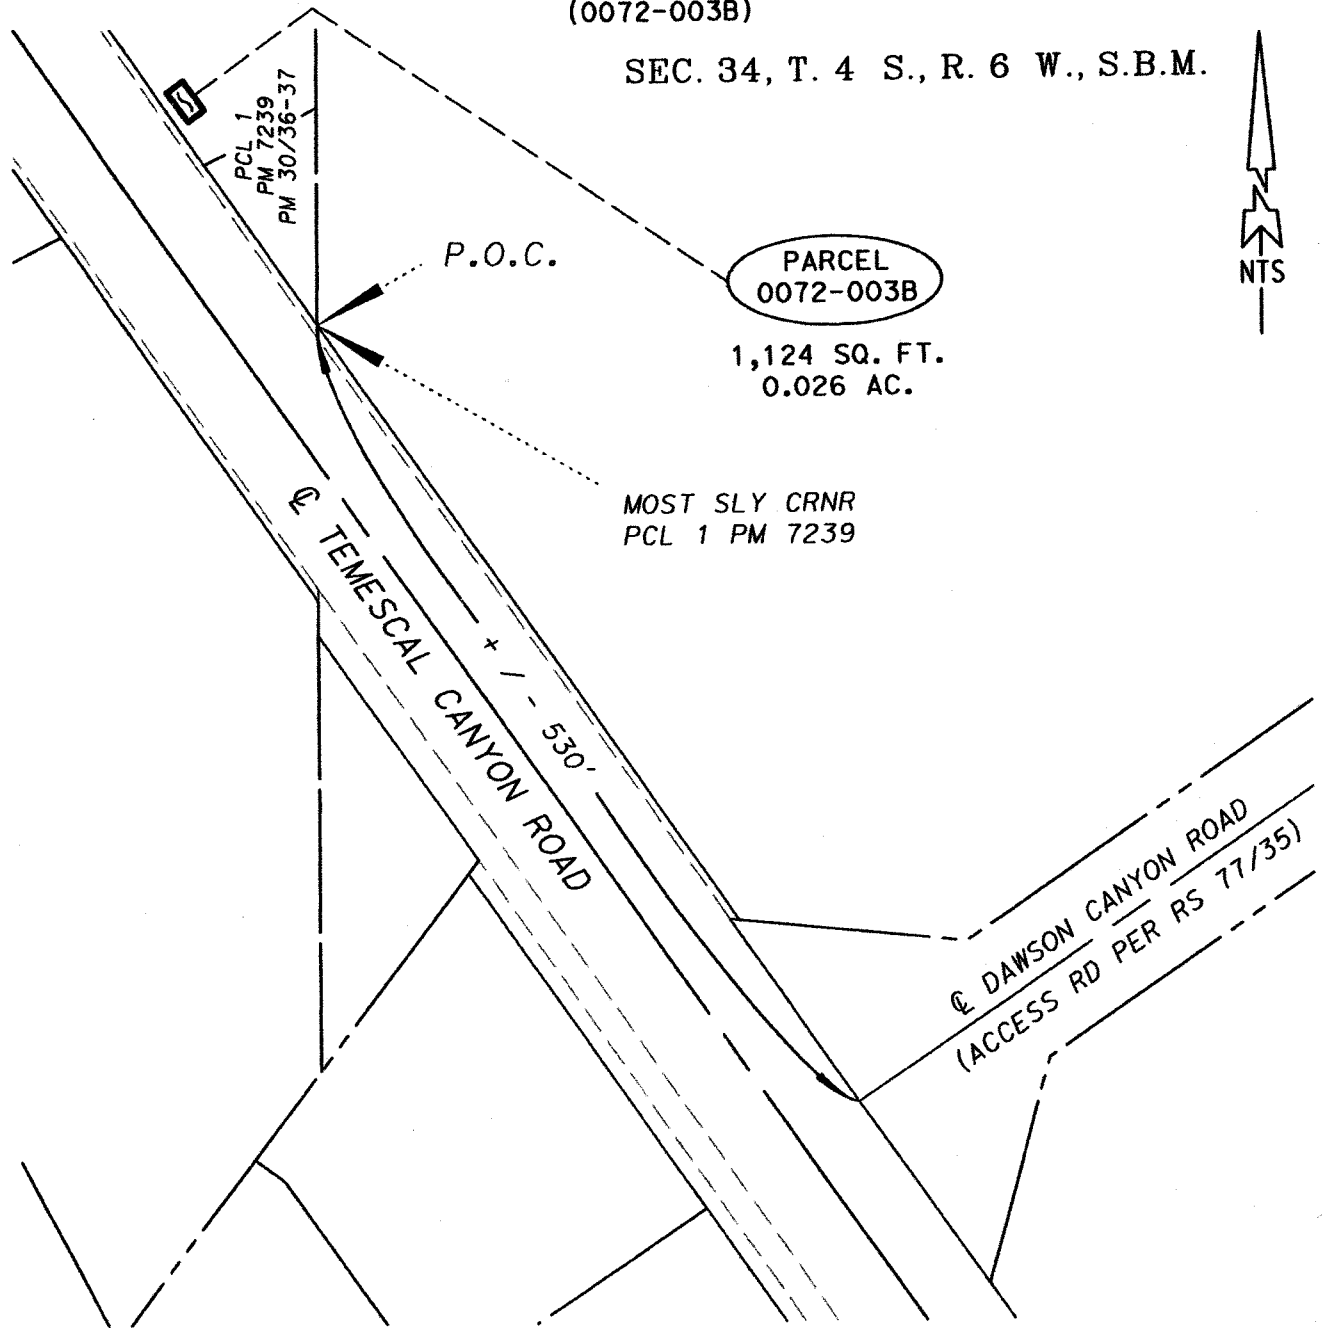 (0072-003B)
SEC. 34, T. 4 S., R. 6 W., S.B.M.
PCL 1
PM 7239
PM 30/36-37
P.O.C.
PARCEL
0072-003B
1,124 SQ. FT.
0.026 AC.
NTS
MOST SLY CRNR
PCL 1 PM 7239
℄ TEMESCAL CANYON ROAD
+/- 530'
℄ DAWSON CANYON ROAD
(ACCESS RD PER RS 77/35)